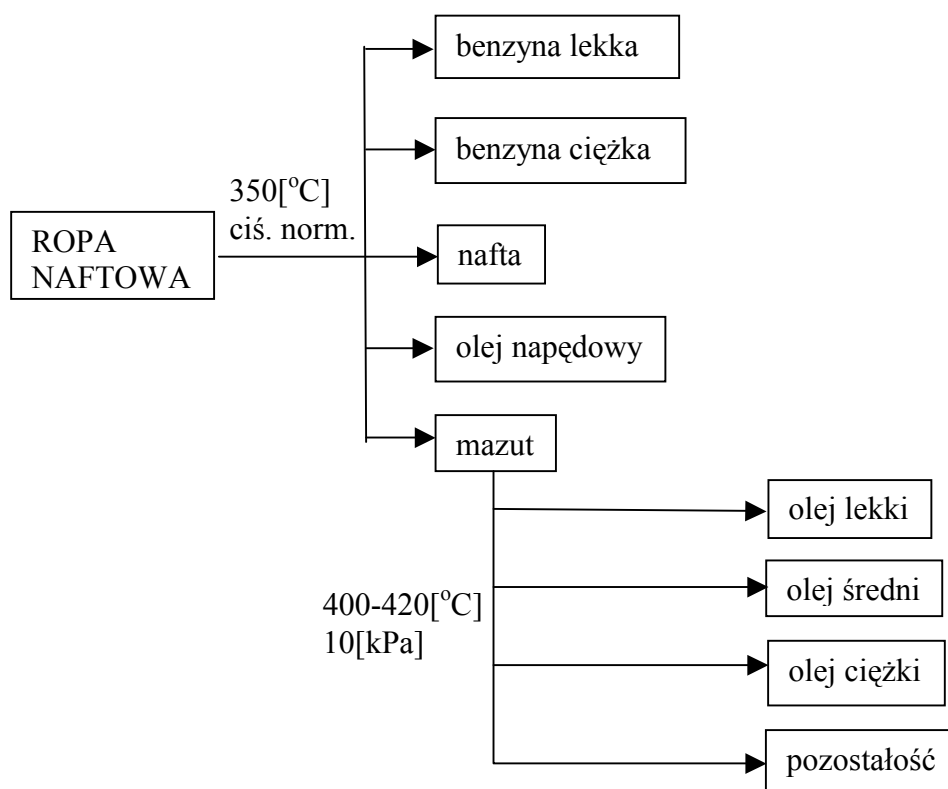 benzyna lekka
benzyna ciężka
350[°C]
ciś. norm.
ROPA
NAFTOWA
nafta
olej napędowy
mazut
olej lekki
400-420[°C]
10[kPa]
olej średni
olej ciężki
pozostałość